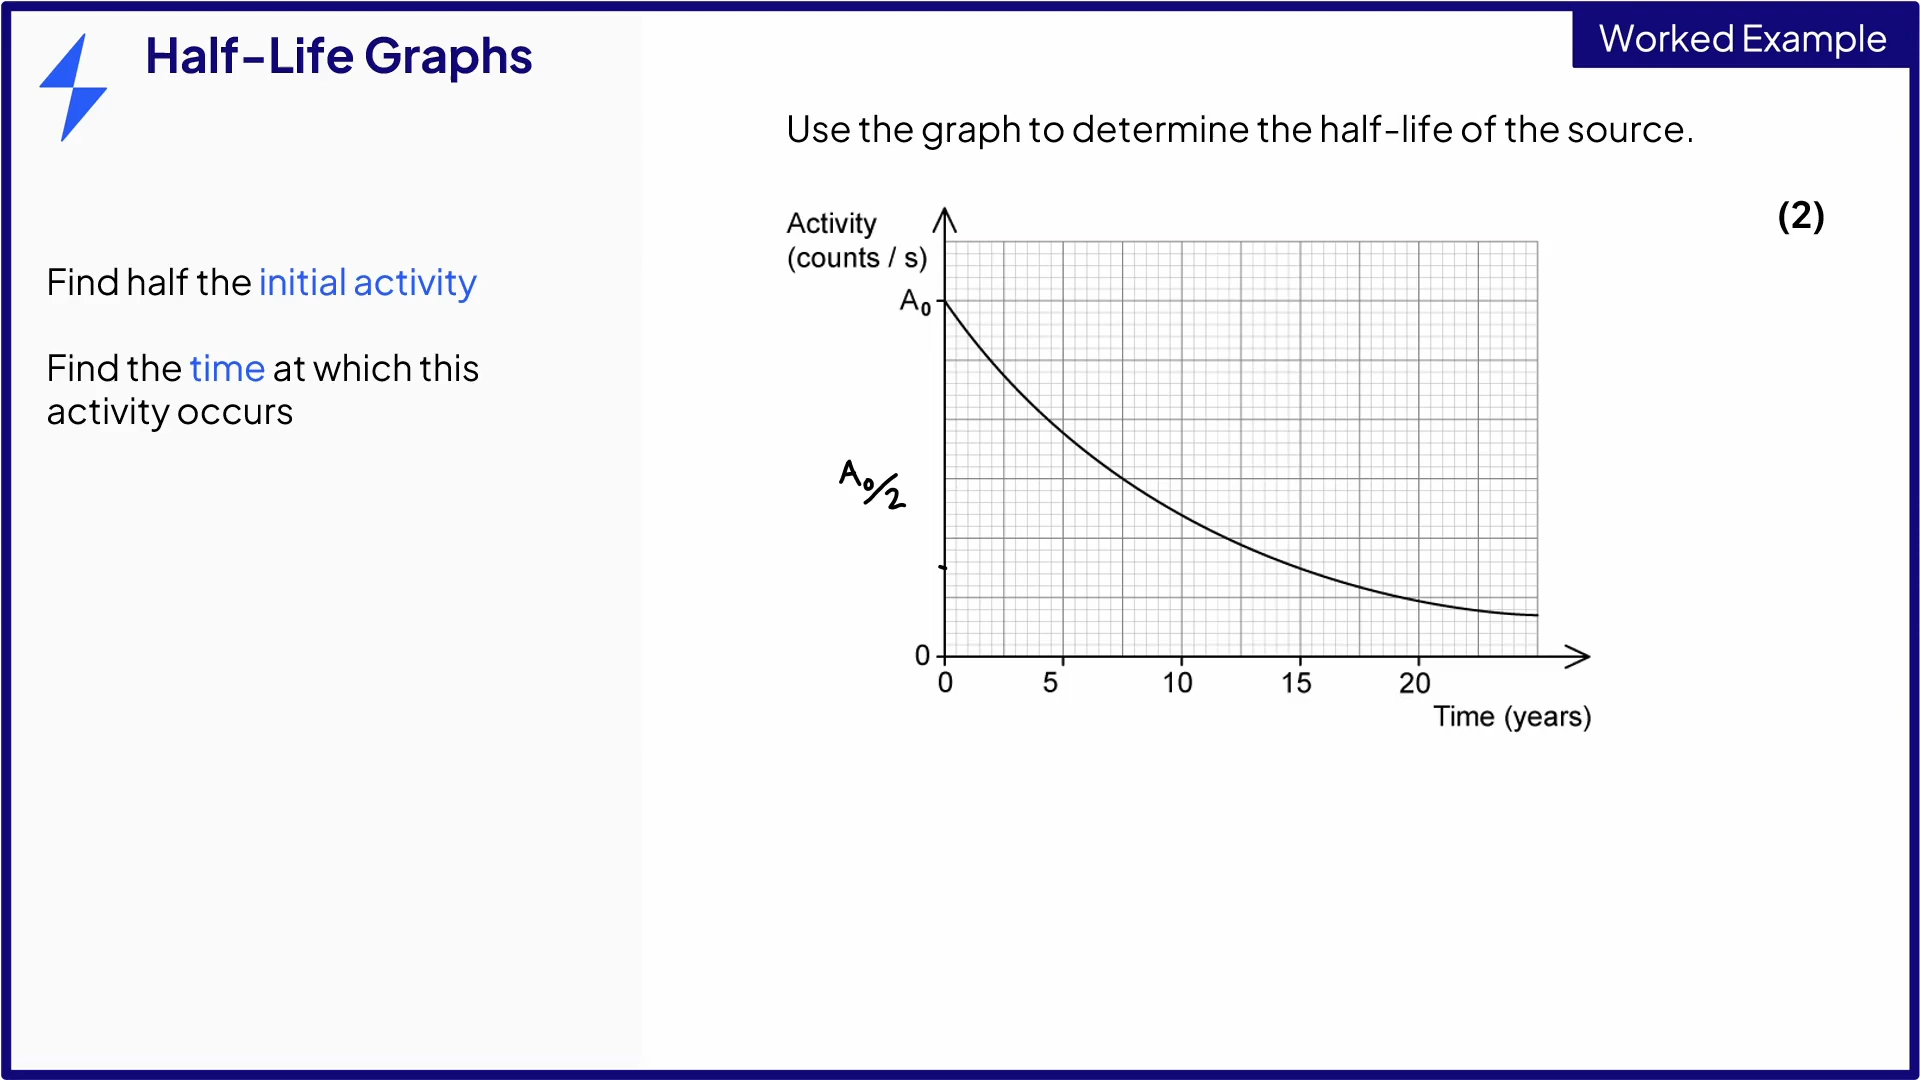 Half-Life Graphs
Worked Example
Find half the initial activity
Find the time at which this
activity occurs
Use the graph to determine the half-life of the source.
(2)
Activity
(counts / s)
A₀
A₀/2
0
0 5 10 15 20
Time (years)